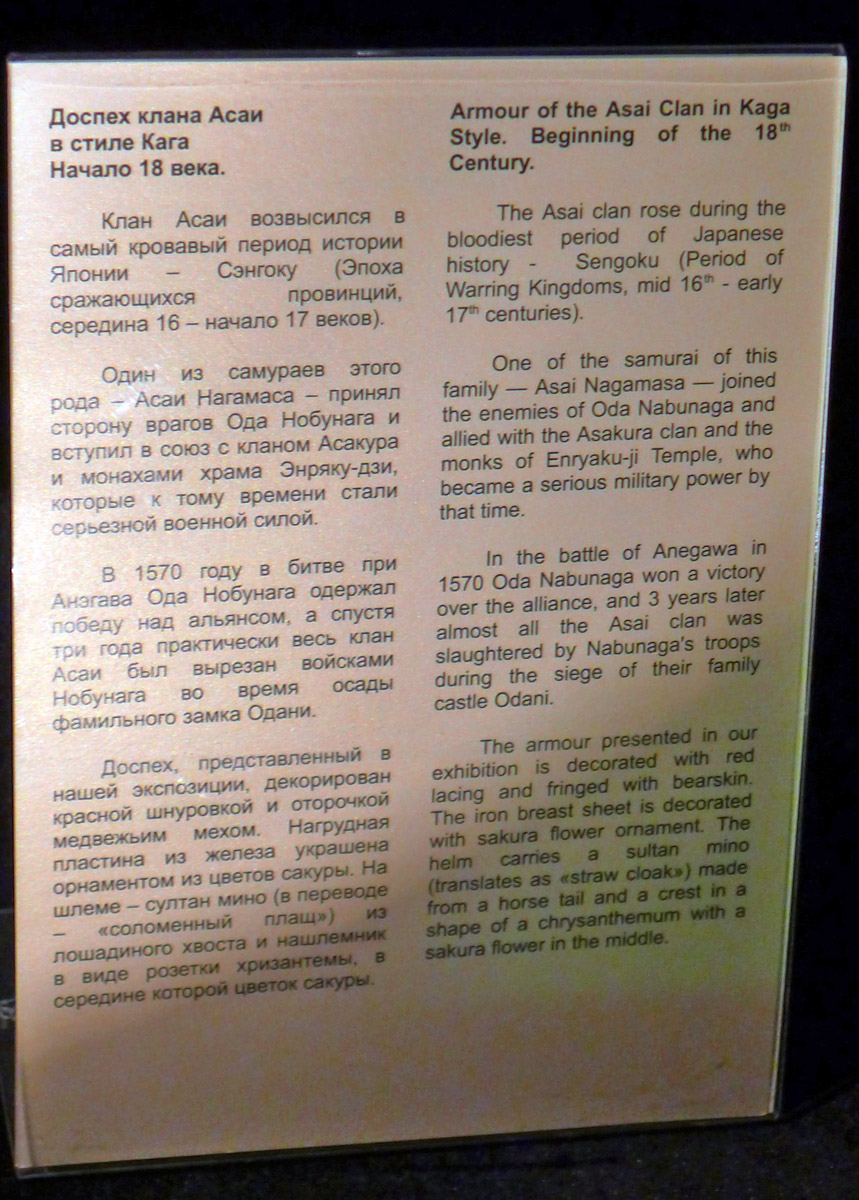 Доспех клана Асаи
в стиле Кага
Начало 18 века.
Клан Асаи возвысился в
самый кровавый период истории
Японии – Сэнгоку (Эпоха
сражающихся провинций,
середина 16 – начало 17 веков).
Один из самураев этого
рода – Асаи Нагамаса – принял
сторону врагов Ода Нобунага и
вступил в союз с кланом Асакура
и монахами храма Энряку-дзи,
которые к тому времени стали
серьезной военной силой.
В 1570 году в битве при
Анэгава Ода Нобунага одержал
победу над альянсом, а спустя
три года практически весь клан
Асаи был вырезан войсками
Нобунага во время осады
фамильного замка Одани.
Доспех, представленный в
нашей экспозиции, декорирован
красной шнуровкой и оторочкой
медвежьим мехом. Нагрудная
пластина из железа украшена
орнаментом из цветов сакуры. На
шлеме – султан мино (в переводе
– «соломенный плащ») из
лошадиного хвоста и нашлемник
в виде розетки хризантемы, в
середине которой цветок сакуры.
Armour of the Asai Clan in Kaga
Style. Beginning of the 18th
Century.
The Asai clan rose during the
bloodiest period of Japanese
history - Sengoku (Period of
Warring Kingdoms, mid 16th - early
17th centuries).
One of the samurai of this
family — Asai Nagamasa — joined
the enemies of Oda Nabunaga and
allied with the Asakura clan and the
monks of Enryaku-ji Temple, who
became a serious military power by
that time.
In the battle of Anegawa in
1570 Oda Nabunaga won a victory
over the alliance, and 3 years later
almost all the Asai clan was
slaughtered by Nabunaga's troops
during the siege of their family
castle Odani.
The armour presented in our
exhibition is decorated with red
lacing and fringed with bearskin.
The iron breast sheet is decorated
with sakura flower ornament. The
helm carries a sultan mino
(translates as «straw cloak») made
from a horse tail and a crest in a
shape of a chrysanthemum with a
sakura flower in the middle.